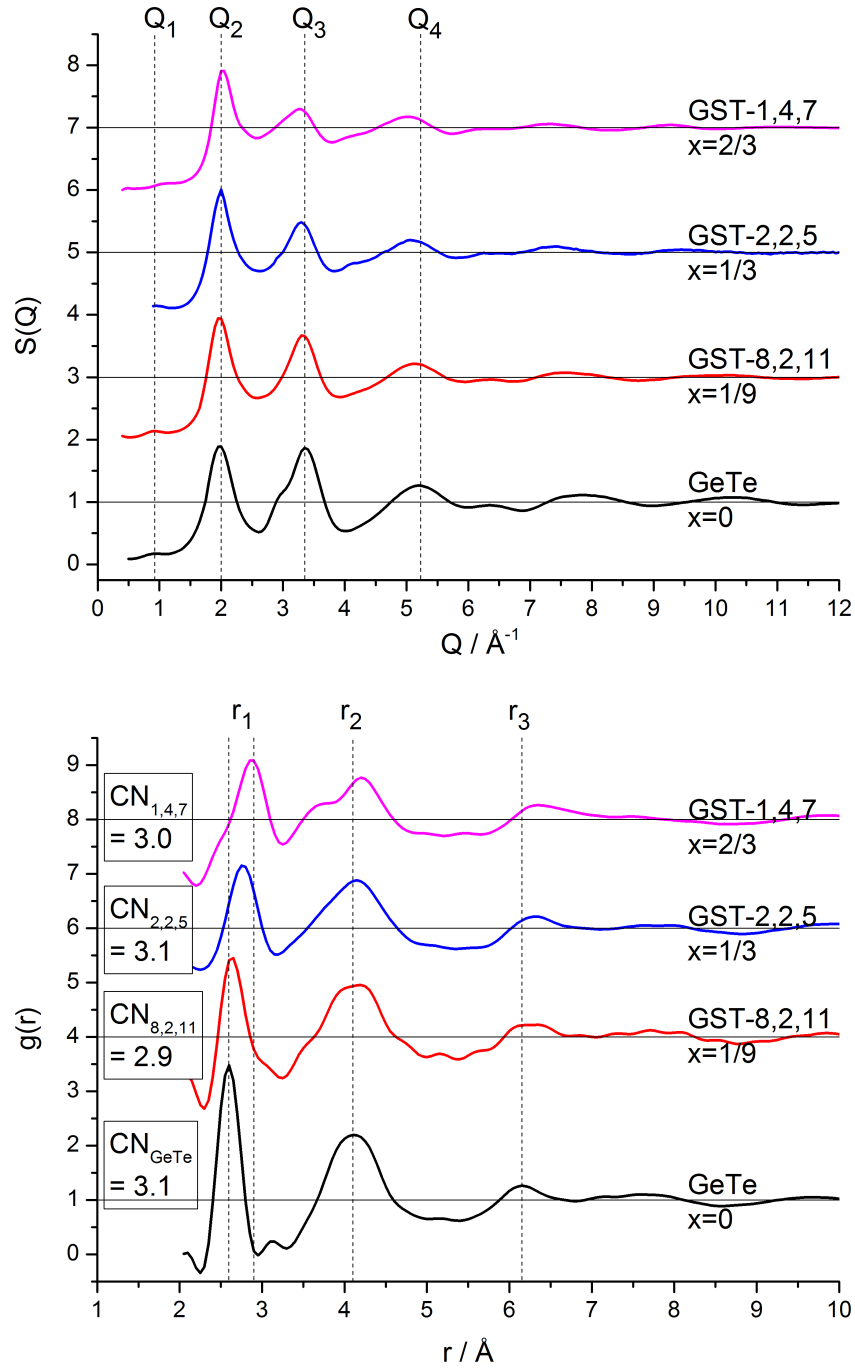 Q1 Q2 Q3 Q4
8
7
6
5
4
3
2
1
0
S(Q)
GST-1,4,7
x=2/3
GST-2,2,5
x=1/3
GST-8,2,11
x=1/9
GeTe
x=0
0 1 2 3 4 5 6 7 8 9 10 11 12
Q / Å-1
r1 r2 r3
9
8
7
6
5
4
3
2
1
0
g(r)
CN1,4,7
= 3.0
CN2,2,5
= 3.1
CN8,2,11
= 2.9
CNGeTe
= 3.1
GST-1,4,7
x=2/3
GST-2,2,5
x=1/3
GST-8,2,11
x=1/9
GeTe
x=0
1 2 3 4 5 6 7 8 9 10
r / Å